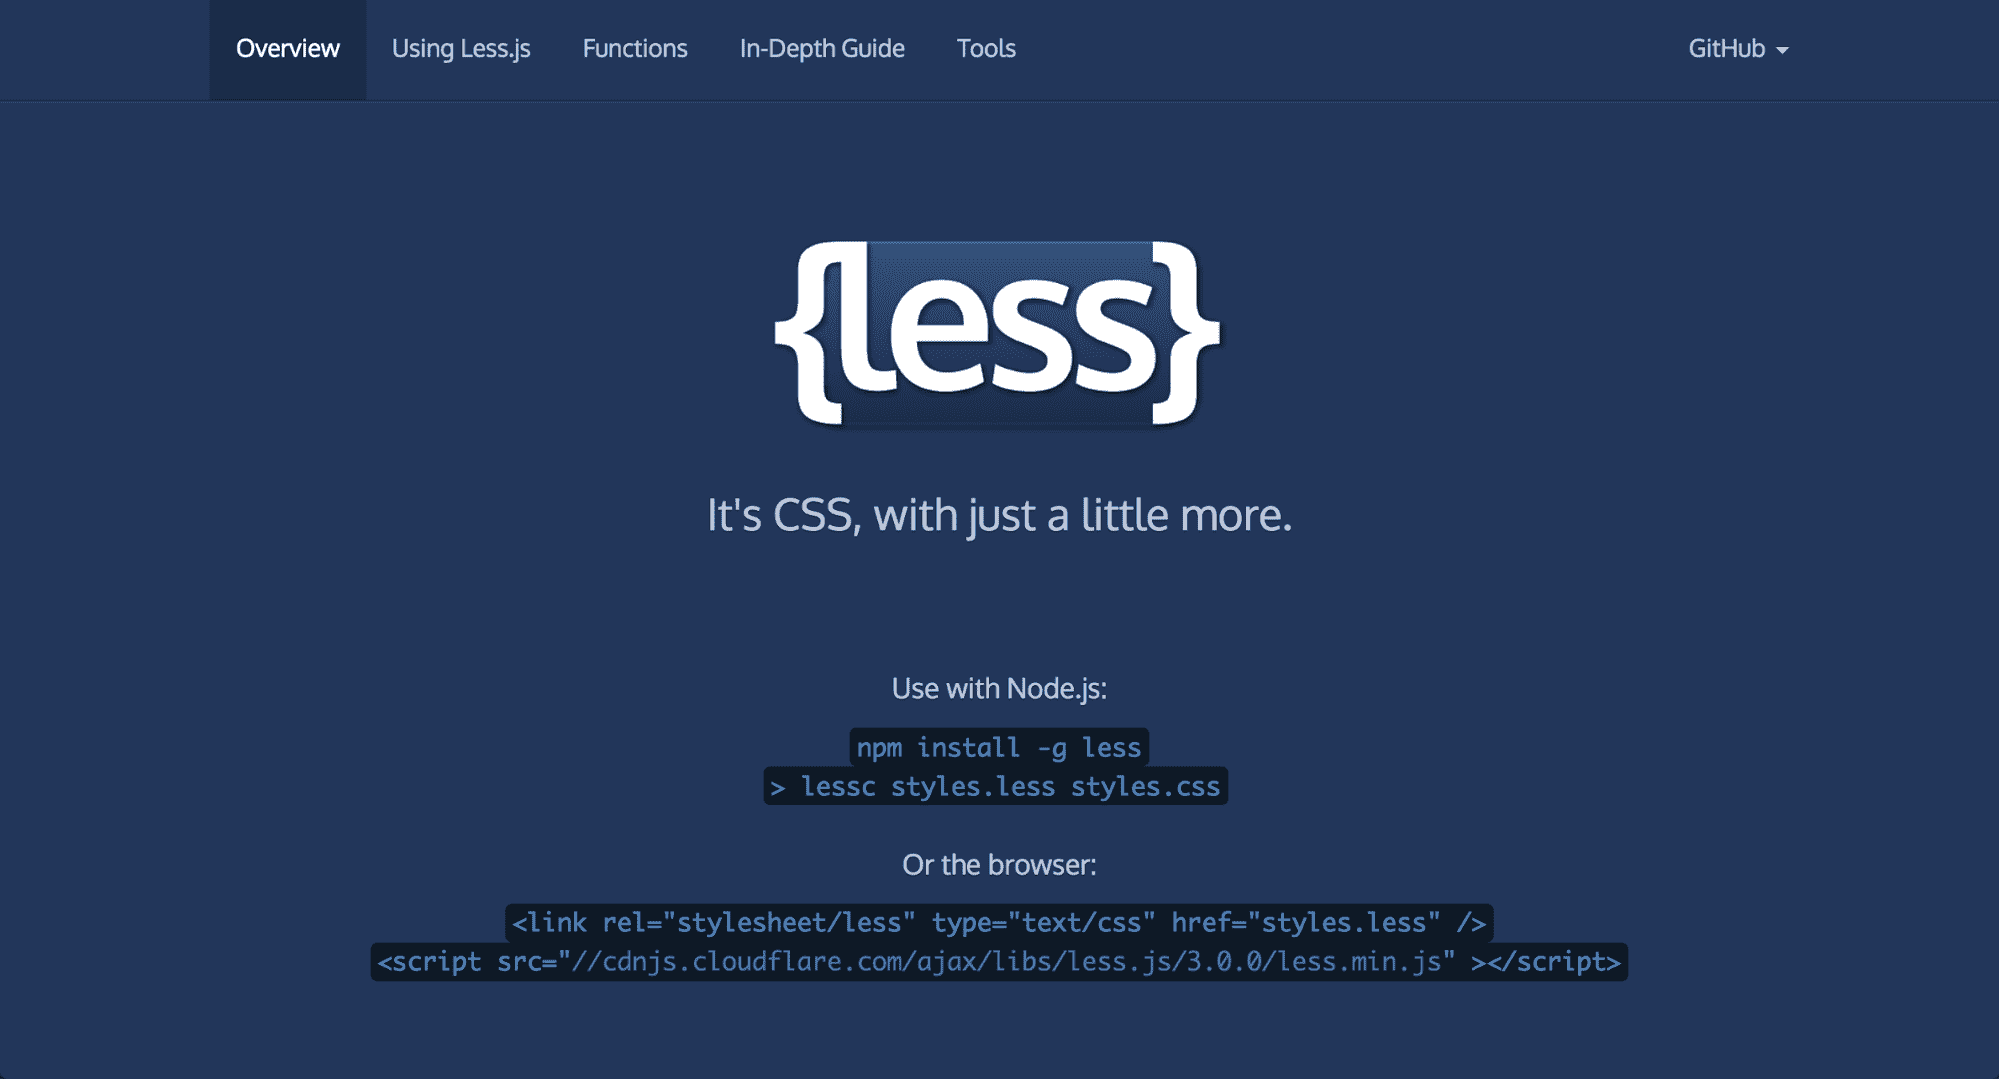 Overview Using Less.js Functions In-Depth Guide Tools GitHub
{less}
It's CSS, with just a little more.
Use with Node.js:
npm install -g less
> lessc styles.less styles.css
Or the browser:
<link rel="stylesheet/less" type="text/css" href="styles.less" />
<script src="//cdnjs.cloudflare.com/ajax/libs/less.js/3.0.0/less.min.js" ></script>